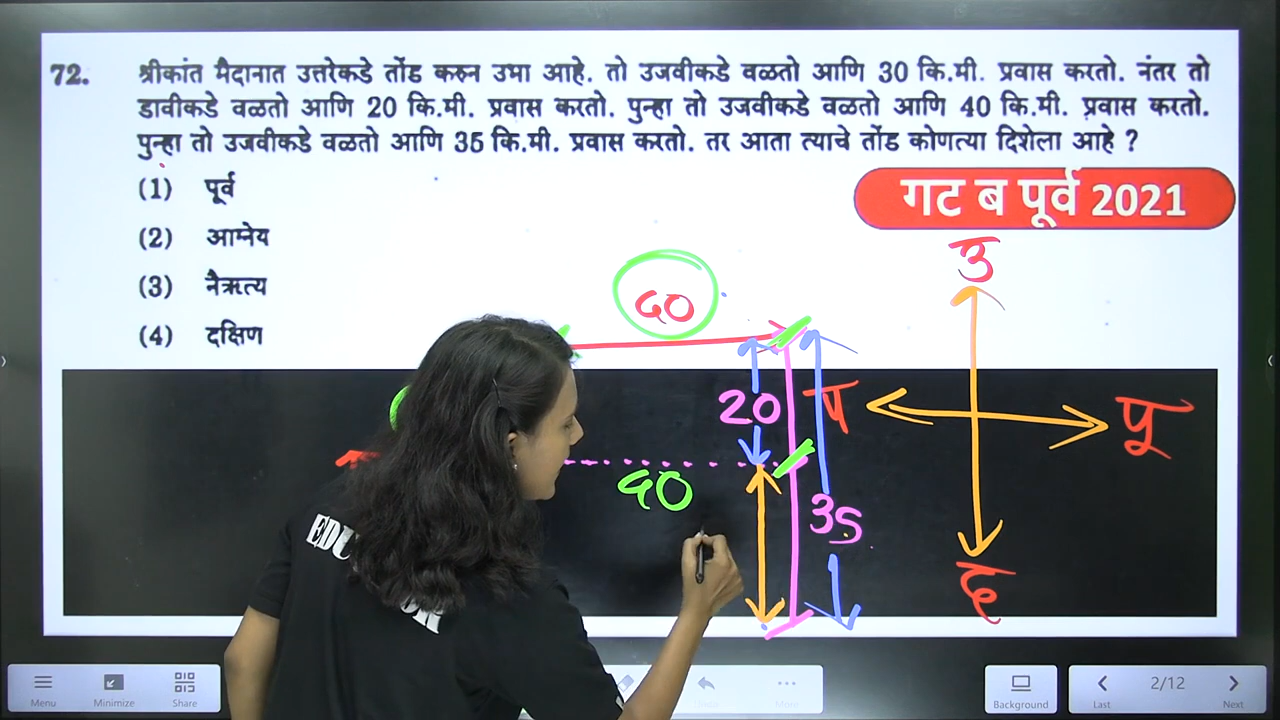 72. श्रीकांत मैदानात उत्तरेकडे तोंड करुन उभा आहे. तो उजवीकडे वळतो आणि 30 कि.मी. प्रवास करतो. नंतर तो
डावीकडे वळतो आणि 20 कि.मी. प्रवास करतो. पुन्हा तो उजवीकडे वळतो आणि 40 कि.मी. प्रवास करतो.
पुन्हा तो उजवीकडे वळतो आणि 35 कि.मी. प्रवास करतो. तर आता त्याचे तोंड कोणत्या दिशेला आहे ?
(1) पूर्व
(2) आग्नेय
(3) नैऋत्य
(4) दक्षिण
गट ब पूर्व 2021
उ
४०
20
प
पू
४०
35
द
Menu
Minimize
Share
More
Background
Last
2/12
Next